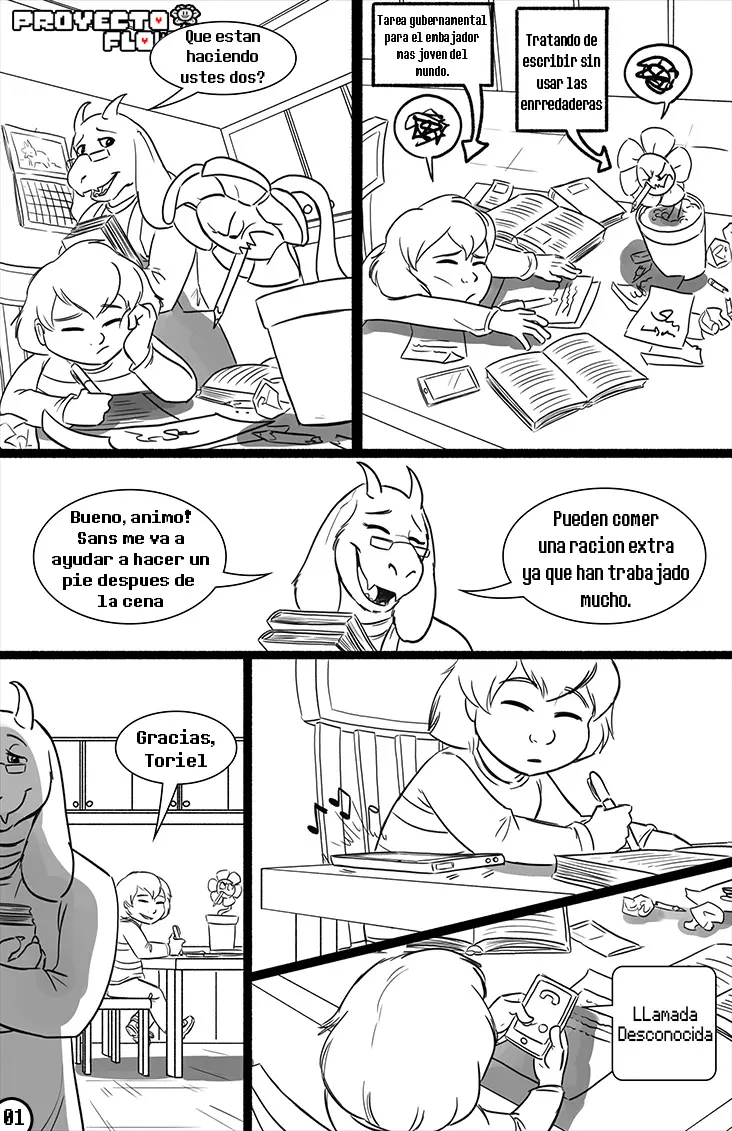 PROYECTO
FLO
Que estan
haciendo
ustes dos?
Tarea gubernamental
para el embajador
mas joven del
mundo.
Tratando de
escribir sin
usar las
enrredaderas
Bueno, animo!
Sans me va a
ayudar a hacer un
pie despues de
la cena
Pueden comer
una racion extra
ya que han trabajado
mucho.
Gracias,
Toriel
LLamada
Desconocida
01